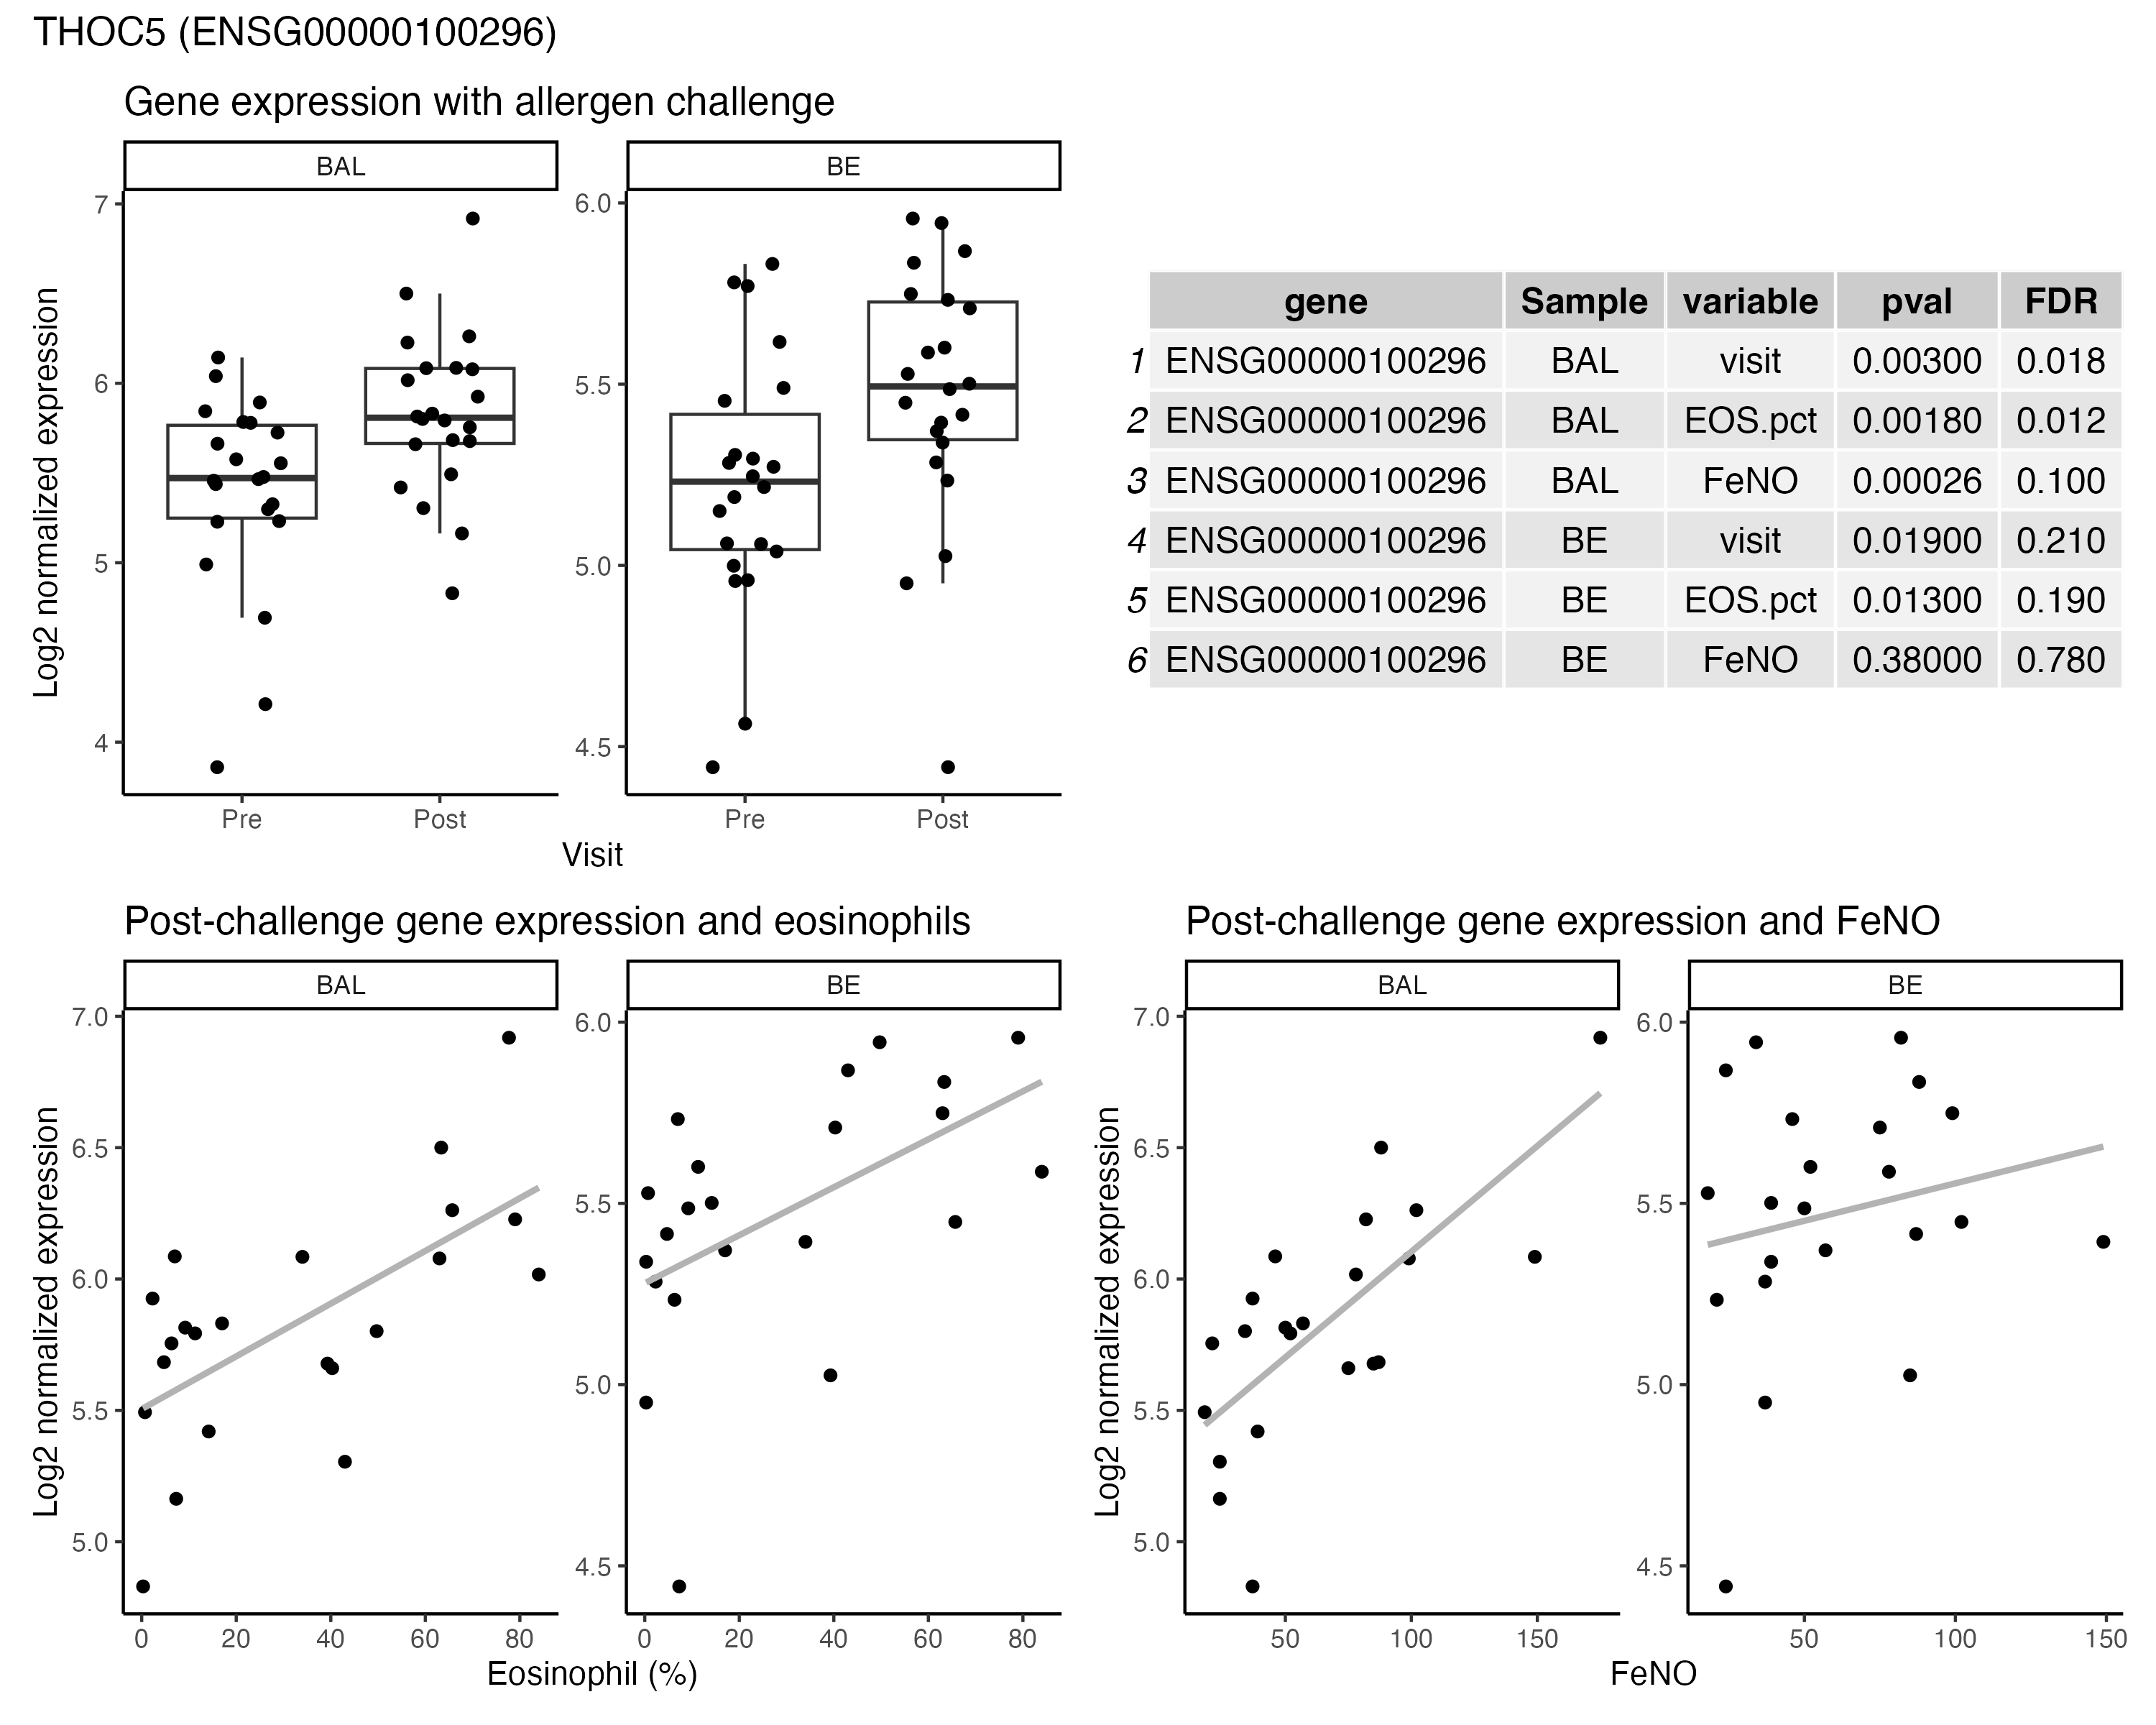 THOC5 (ENSG00000100296)
Gene expression with allergen challenge
BAL
BE
Log2 normalized expression
7
6
5
4
6.0
5.5
5.0
4.5
Pre
Post
Pre
Post
Visit
gene Sample variable pval FDR
1 ENSG00000100296 BAL visit 0.00300 0.018
2 ENSG00000100296 BAL EOS.pct 0.00180 0.012
3 ENSG00000100296 BAL FeNO 0.00026 0.100
4 ENSG00000100296 BE visit 0.01900 0.210
5 ENSG00000100296 BE EOS.pct 0.01300 0.190
6 ENSG00000100296 BE FeNO 0.38000 0.780
Post-challenge gene expression and eosinophils
BAL
BE
Log2 normalized expression
7.0
6.5
6.0
5.5
5.0
6.0
5.5
5.0
4.5
0 20 40 60 80
0 20 40 60 80
Eosinophil (%)
Post-challenge gene expression and FeNO
BAL
BE
Log2 normalized expression
7.0
6.5
6.0
5.5
5.0
6.0
5.5
5.0
4.5
50 100 150
50 100 150
FeNO